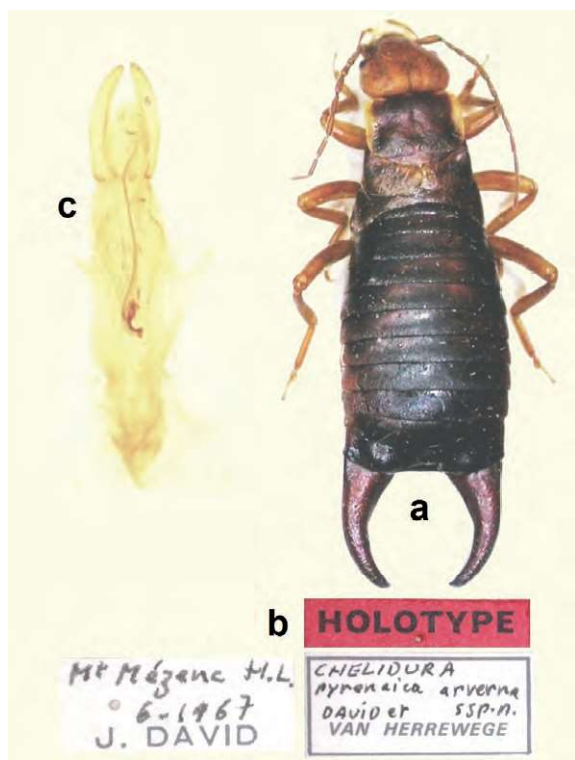 c
a
b
HOLOTYPE
Mt Mézenc H.L.
6-1967
J. DAVID
CHELIDURA
pyrenaica arverna
DAVID et SSP.n.
VAN HERREWEGE